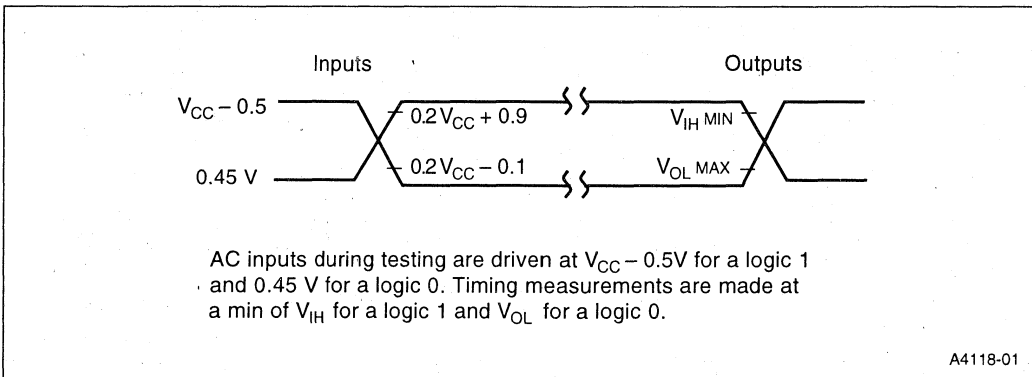 Inputs
Outputs
V_CC – 0.5
0.2 V_CC + 0.9
V_IH MIN
0.45 V
0.2 V_CC – 0.1
V_OL MAX
AC inputs during testing are driven at V_CC – 0.5V for a logic 1
and 0.45 V for a logic 0. Timing measurements are made at
a min of V_IH for a logic 1 and V_OL for a logic 0.
A4118-01